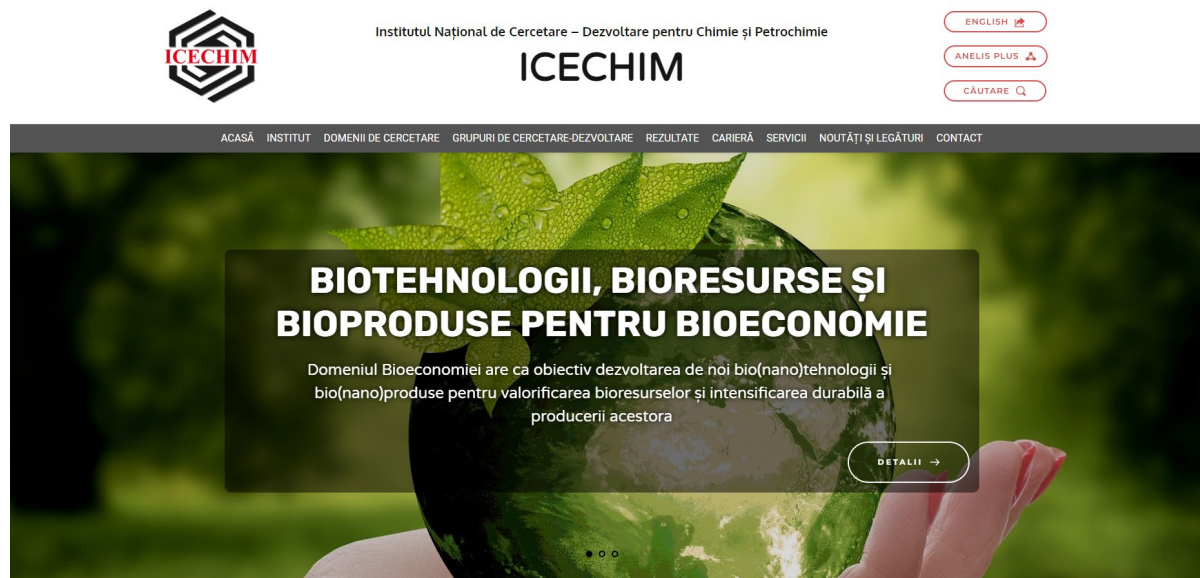 ICECHIM
Institutul Național de Cercetare – Dezvoltare pentru Chimie și Petrochimie
ICECHIM
ENGLISH
ANELIS PLUS
CĂUTARE
ACASĂ INSTITUT DOMENII DE CERCETARE GRUPURI DE CERCETARE-DEZVOLTARE REZULTATE CARIERĂ SERVICII NOUTĂȚI ȘI LEGĂTURI CONTACT
BIOTEHNOLOGII, BIORESURSE ȘI
BIOPRODUSE PENTRU BIOECONOMIE
Domeniul Bioeconomiei are ca obiectiv dezvoltarea de noi bio(nano)tehnologii și
bio(nano)produse pentru valorificarea bioresurselor și intensificarea durabilă a
producerii acestora
DETALII →